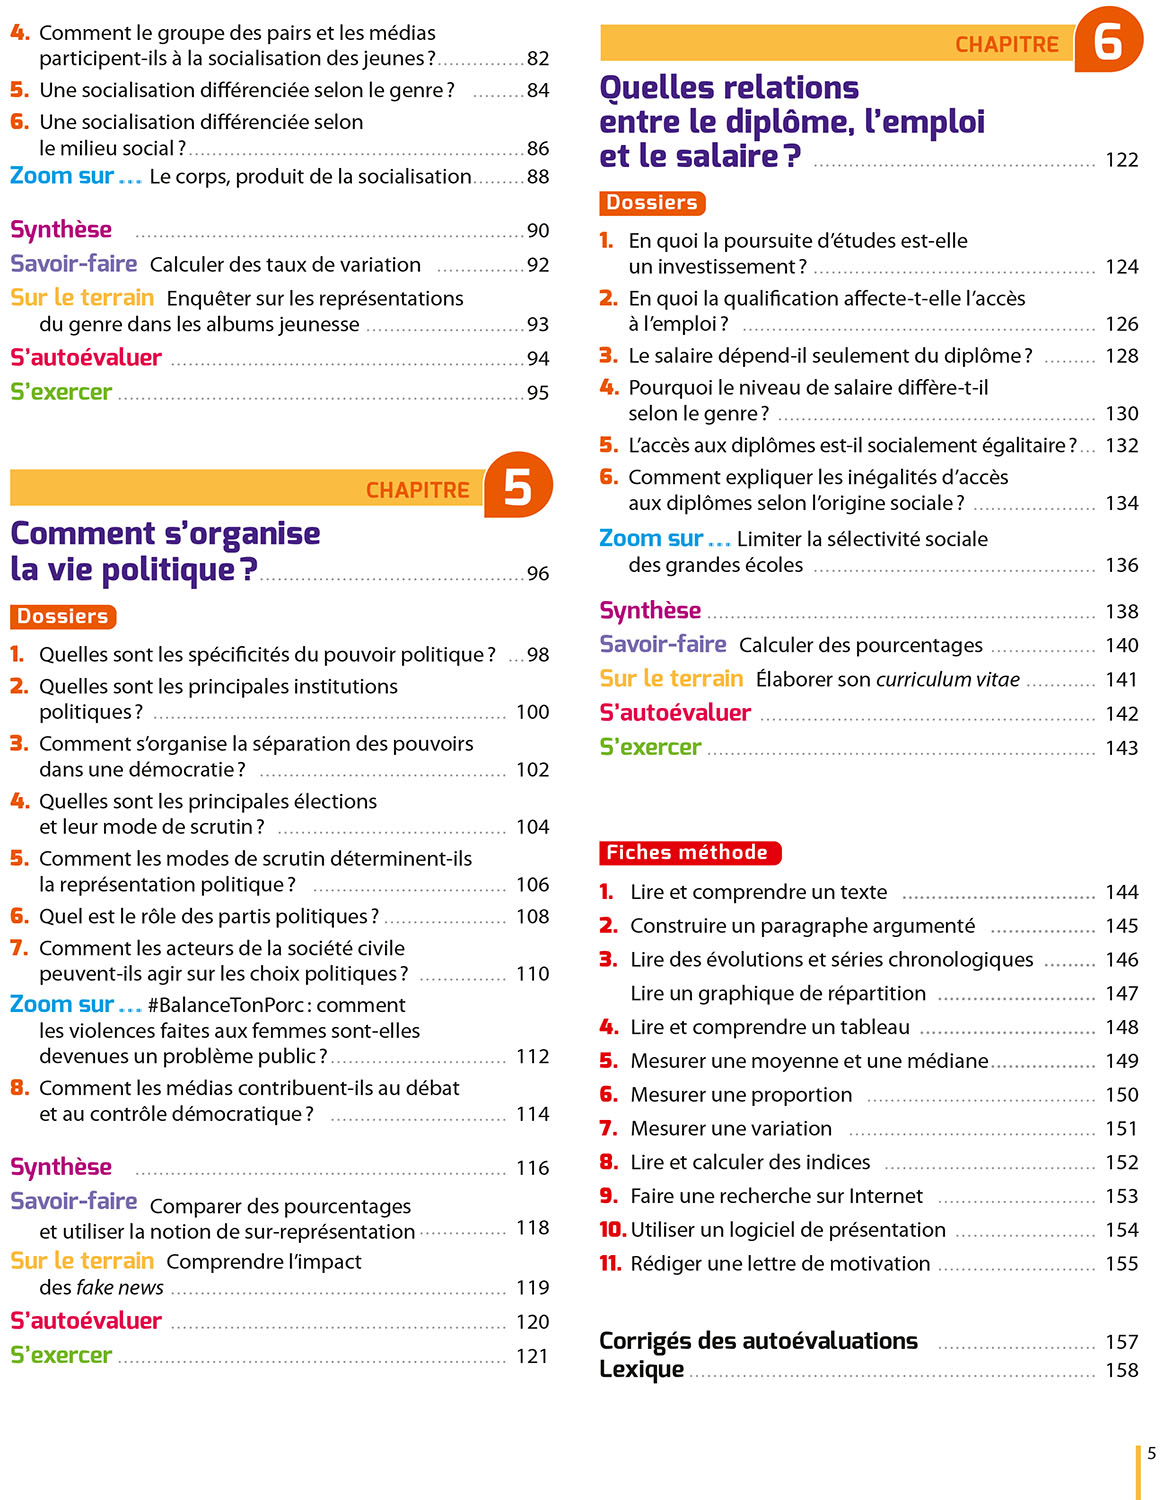 4. Comment le groupe des pairs et les médias
participent-ils à la socialisation des jeunes ? 82
5. Une socialisation différenciée selon le genre ? 84
6. Une socialisation différenciée selon
le milieu social ? 86
Zoom sur ... Le corps, produit de la socialisation 88
Synthèse 90
Savoir-faire Calculer des taux de variation 92
Sur le terrain Enquêter sur les représentations
du genre dans les albums jeunesse 93
S'autoévaluer 94
S'exercer 95
CHAPITRE 5
Comment s'organise
la vie politique ? 96
Dossiers
1. Quelles sont les spécificités du pouvoir politique ? 98
2. Quelles sont les principales institutions
politiques ? 100
3. Comment s'organise la séparation des pouvoirs
dans une démocratie ? 102
4. Quelles sont les principales élections
et leur mode de scrutin ? 104
5. Comment les modes de scrutin déterminent-ils
la représentation politique ? 106
6. Quel est le rôle des partis politiques ? 108
7. Comment les acteurs de la société civile
peuvent-ils agir sur les choix politiques ? 110
Zoom sur ... #BalanceTonPorc : comment
les violences faites aux femmes sont-elles
devenues un problème public ? 112
8. Comment les médias contribuent-ils au débat
et au contrôle démocratique ? 114
Synthèse 116
Savoir-faire Comparer des pourcentages
et utiliser la notion de sur-représentation 118
Sur le terrain Comprendre l'impact
des fake news 119
S'autoévaluer 120
S'exercer 121
CHAPITRE 6
Quelles relations
entre le diplôme, l'emploi
et le salaire ? 122
Dossiers
1. En quoi la poursuite d'études est-elle
un investissement ? 124
2. En quoi la qualification affecte-t-elle l'accès
à l'emploi ? 126
3. Le salaire dépend-il seulement du diplôme ? 128
4. Pourquoi le niveau de salaire diffère-t-il
selon le genre ? 130
5. L'accès aux diplômes est-il socialement égalitaire ? 132
6. Comment expliquer les inégalités d'accès
aux diplômes selon l'origine sociale ? 134
Zoom sur ... Limiter la sélectivité sociale
des grandes écoles 136
Synthèse 138
Savoir-faire Calculer des pourcentages 140
Sur le terrain Élaborer son curriculum vitae 141
S'autoévaluer 142
S'exercer 143
Fiches méthode
1. Lire et comprendre un texte 144
2. Construire un paragraphe argumenté 145
3. Lire des évolutions et séries chronologiques 146
Lire un graphique de répartition 147
4. Lire et comprendre un tableau 148
5. Mesurer une moyenne et une médiane 149
6. Mesurer une proportion 150
7. Mesurer une variation 151
8. Lire et calculer des indices 152
9. Faire une recherche sur Internet 153
10. Utiliser un logiciel de présentation 154
11. Rédiger une lettre de motivation 155
Corrigés des autoévaluations 157
Lexique 158
5